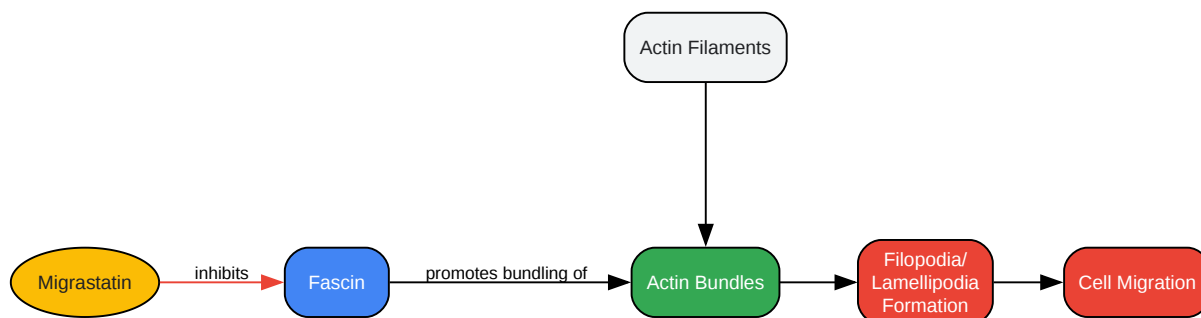 Actin Filaments
Migrastatin
inhibits
Fascin
promotes bundling of
Actin Bundles
Filopodia/
Lamellipodia
Formation
Cell Migration